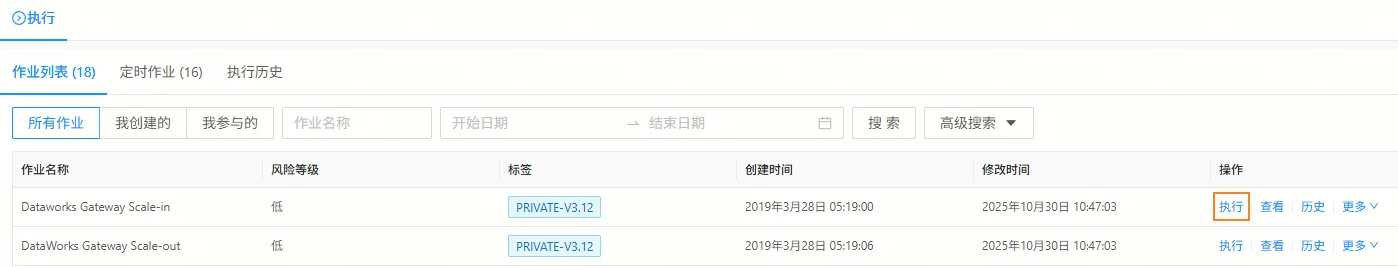 执行
作业列表 (18) 定时作业 (16) 执行历史
所有作业 我创建的 我参与的 作业名称 开始日期 → 结束日期 搜 索 高级搜索
作业名称 风险等级 标签 创建时间 修改时间 操作
Dataworks Gateway Scale-in 低 PRIVATE-V3.12 2019年3月28日 05:19:00 2025年10月30日 10:47:03 执行 查看 历史 更多
DataWorks Gateway Scale-out 低 PRIVATE-V3.12 2019年3月28日 05:19:06 2025年10月30日 10:47:03 执行 查看 历史 更多